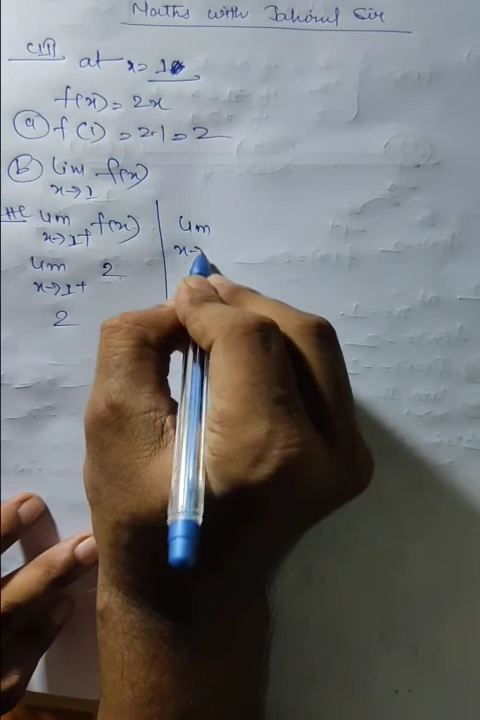 Maths with Jahirul Sir
at x = 1
f(x) = 2x
(a) f(1) = 2.1 = 2
(b) lim f(x)
x→1
lim f(x)
x→1+
lim 2
x→1+
2
lim
x→